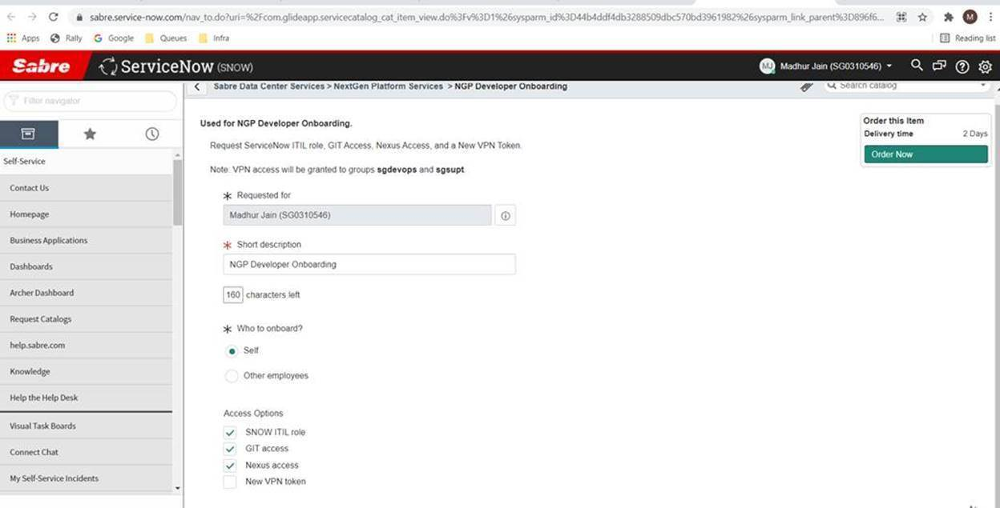 sabre.service-now.com/nav_to.do?uri=%2Fcom.glideapp.servicecatalog_cat_item_view.do%3Fv%3D1%26sysparm_id%3D44b4ddf4db3288509dbc570bd3961982%26sysparm_link_parent%3D896f6...
M
Apps Rally Google Queues Infra Reading list
Sabre ServiceNow (SNOW) MJ Madhur Jain (SG0310546)
Filter navigator
Self-Service
Contact Us
Homepage
Business Applications
Dashboards
Archer Dashboard
Request Catalogs
help.sabre.com
Knowledge
Help the Help Desk
Visual Task Boards
Connect Chat
My Self-Service Incidents
Sabre Data Center Services > NextGen Platform Services > NGP Developer Onboarding
Search catalog
Used for NGP Developer Onboarding.
Request ServiceNow ITIL role, GIT Access, Nexus Access, and a New VPN Token.
Note: VPN access will be granted to groups sgdevops and sgsupt
Requested for
Madhur Jain (SG0310546)
Short description
NGP Developer Onboarding
160 characters left
Who to onboard?
Self
Other employees
Access Options
SNOW ITIL role
GIT access
Nexus access
New VPN token
Order this Item
Delivery time 2 Days
Order Now